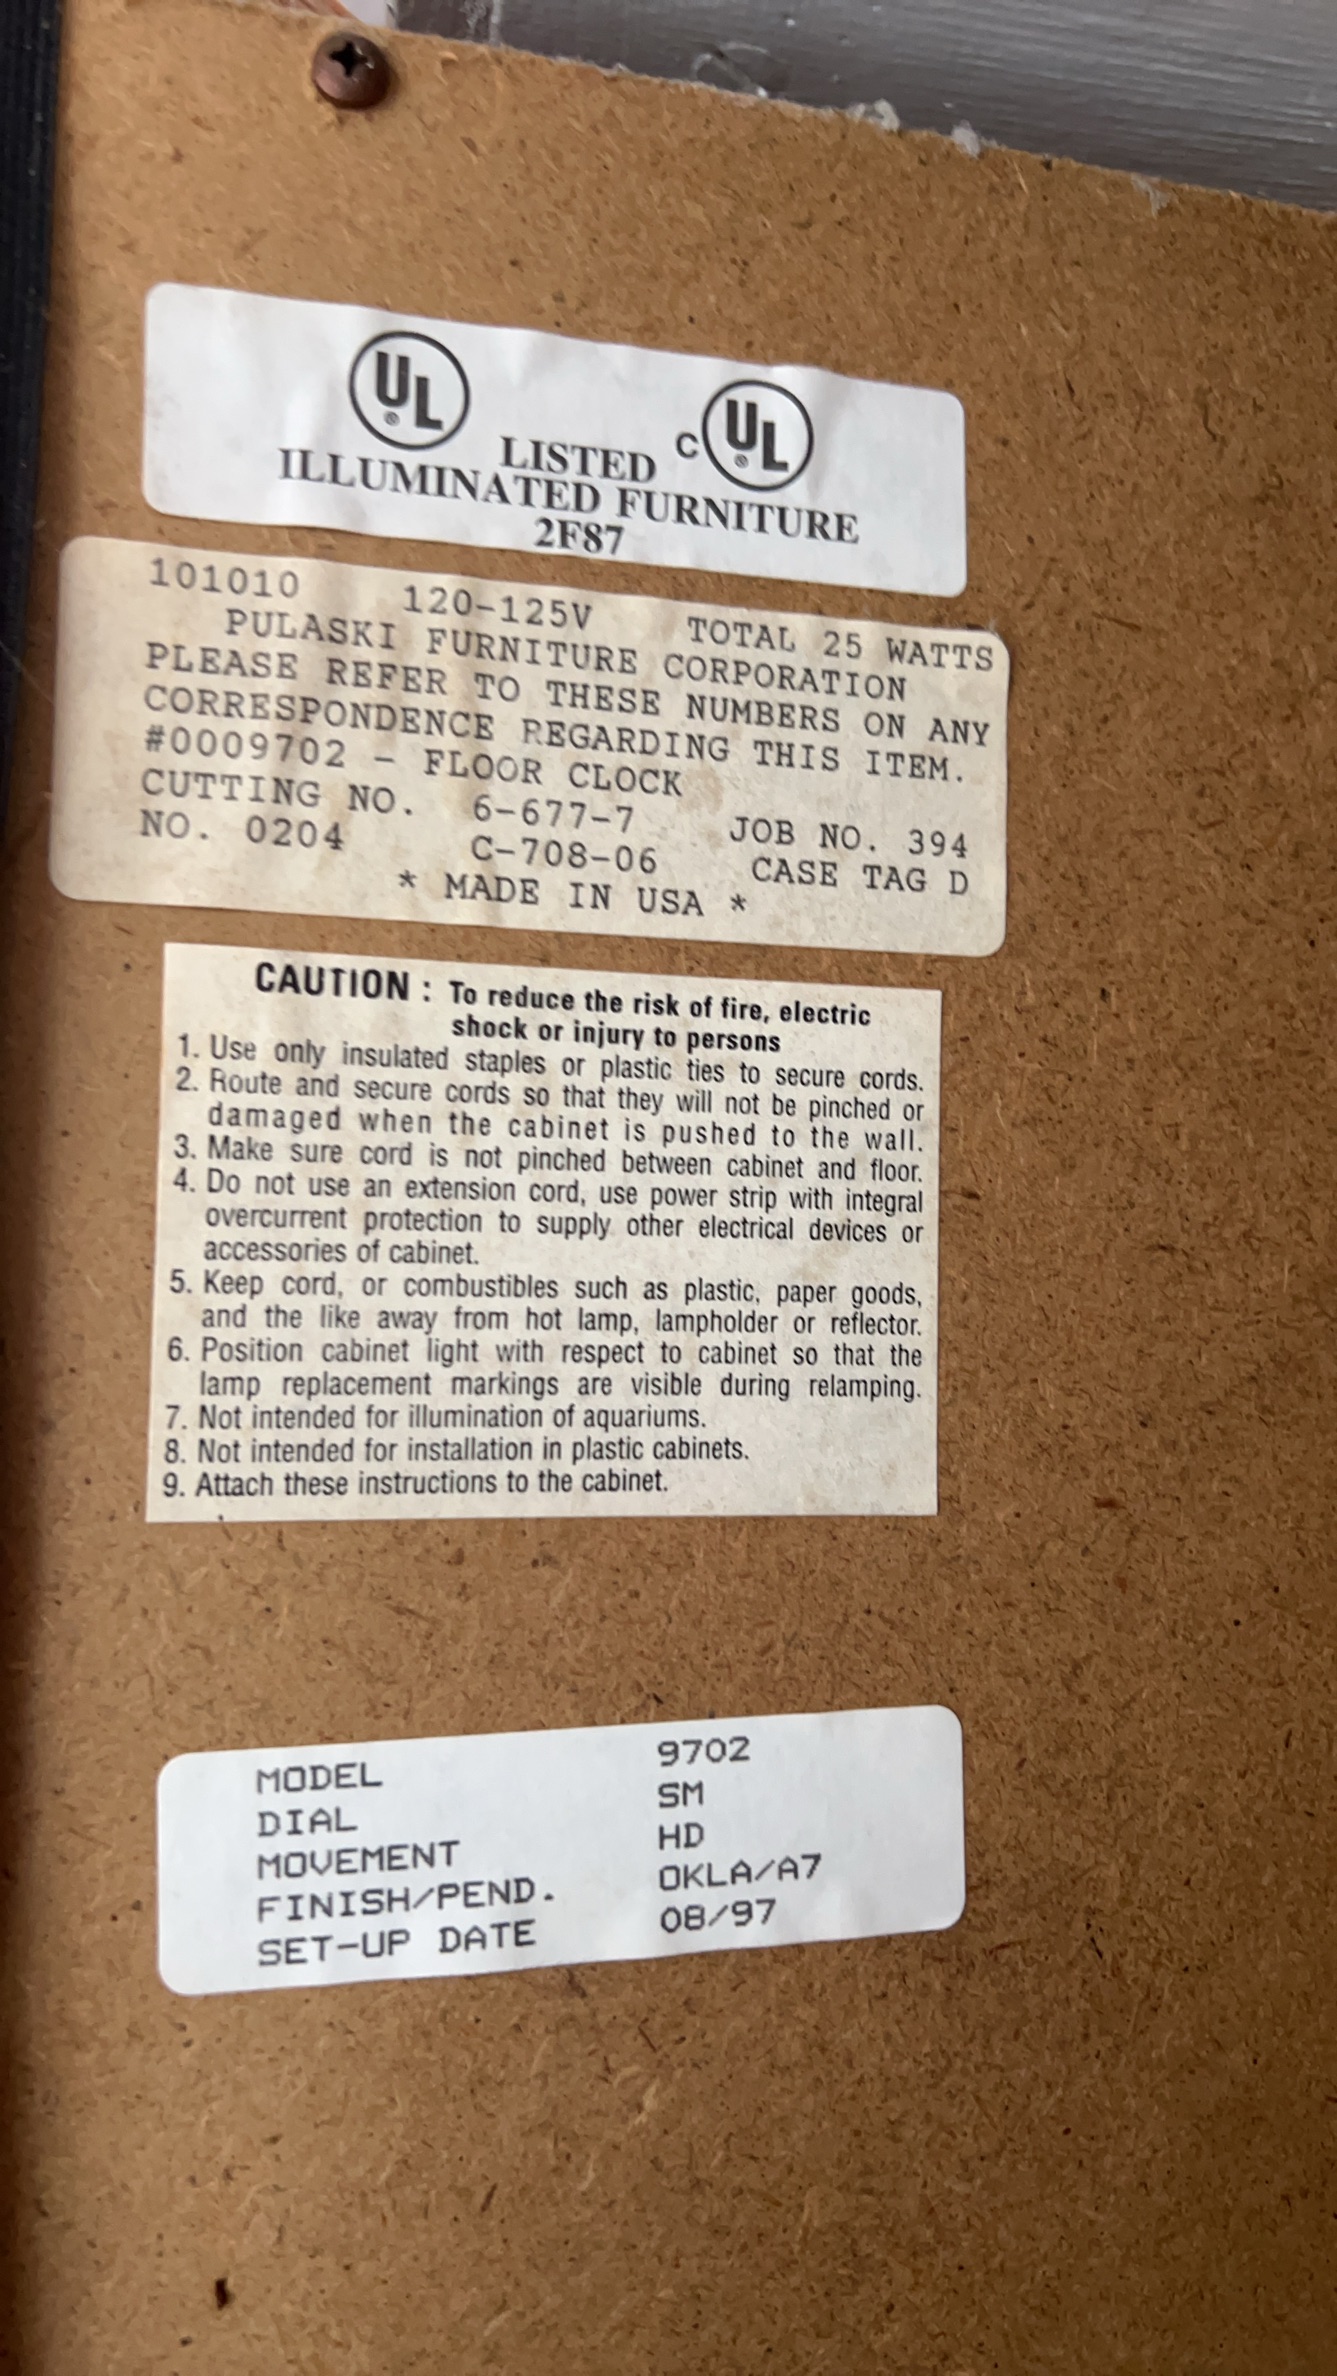 UL ® C UL ®
LISTED
ILLUMINATED FURNITURE
2F87
101010 120-125V TOTAL 25 WATTS
PULASKI FURNITURE CORPORATION
PLEASE REFER TO THESE NUMBERS ON ANY
CORRESPONDENCE REGARDING THIS ITEM.
#0009702 - FLOOR CLOCK
CUTTING NO. 6-677-7 JOB NO. 394
NO. 0204 C-708-06 CASE TAG D
* MADE IN USA *
CAUTION : To reduce the risk of fire, electric
shock or injury to persons
1. Use only insulated staples or plastic ties to secure cords.
2. Route and secure cords so that they will not be pinched or
damaged when the cabinet is pushed to the wall.
3. Make sure cord is not pinched between cabinet and floor.
4. Do not use an extension cord, use power strip with integral
overcurrent protection to supply other electrical devices or
accessories of cabinet.
5. Keep cord, or combustibles such as plastic, paper goods,
and the like away from hot lamp, lampholder or reflector.
6. Position cabinet light with respect to cabinet so that the
lamp replacement markings are visible during relamping.
7. Not intended for illumination of aquariums.
8. Not intended for installation in plastic cabinets.
9. Attach these instructions to the cabinet.
MODEL 9702
DIAL SM
MOVEMENT HD
FINISH/PEND. OKLA/A7
SET-UP DATE 08/97